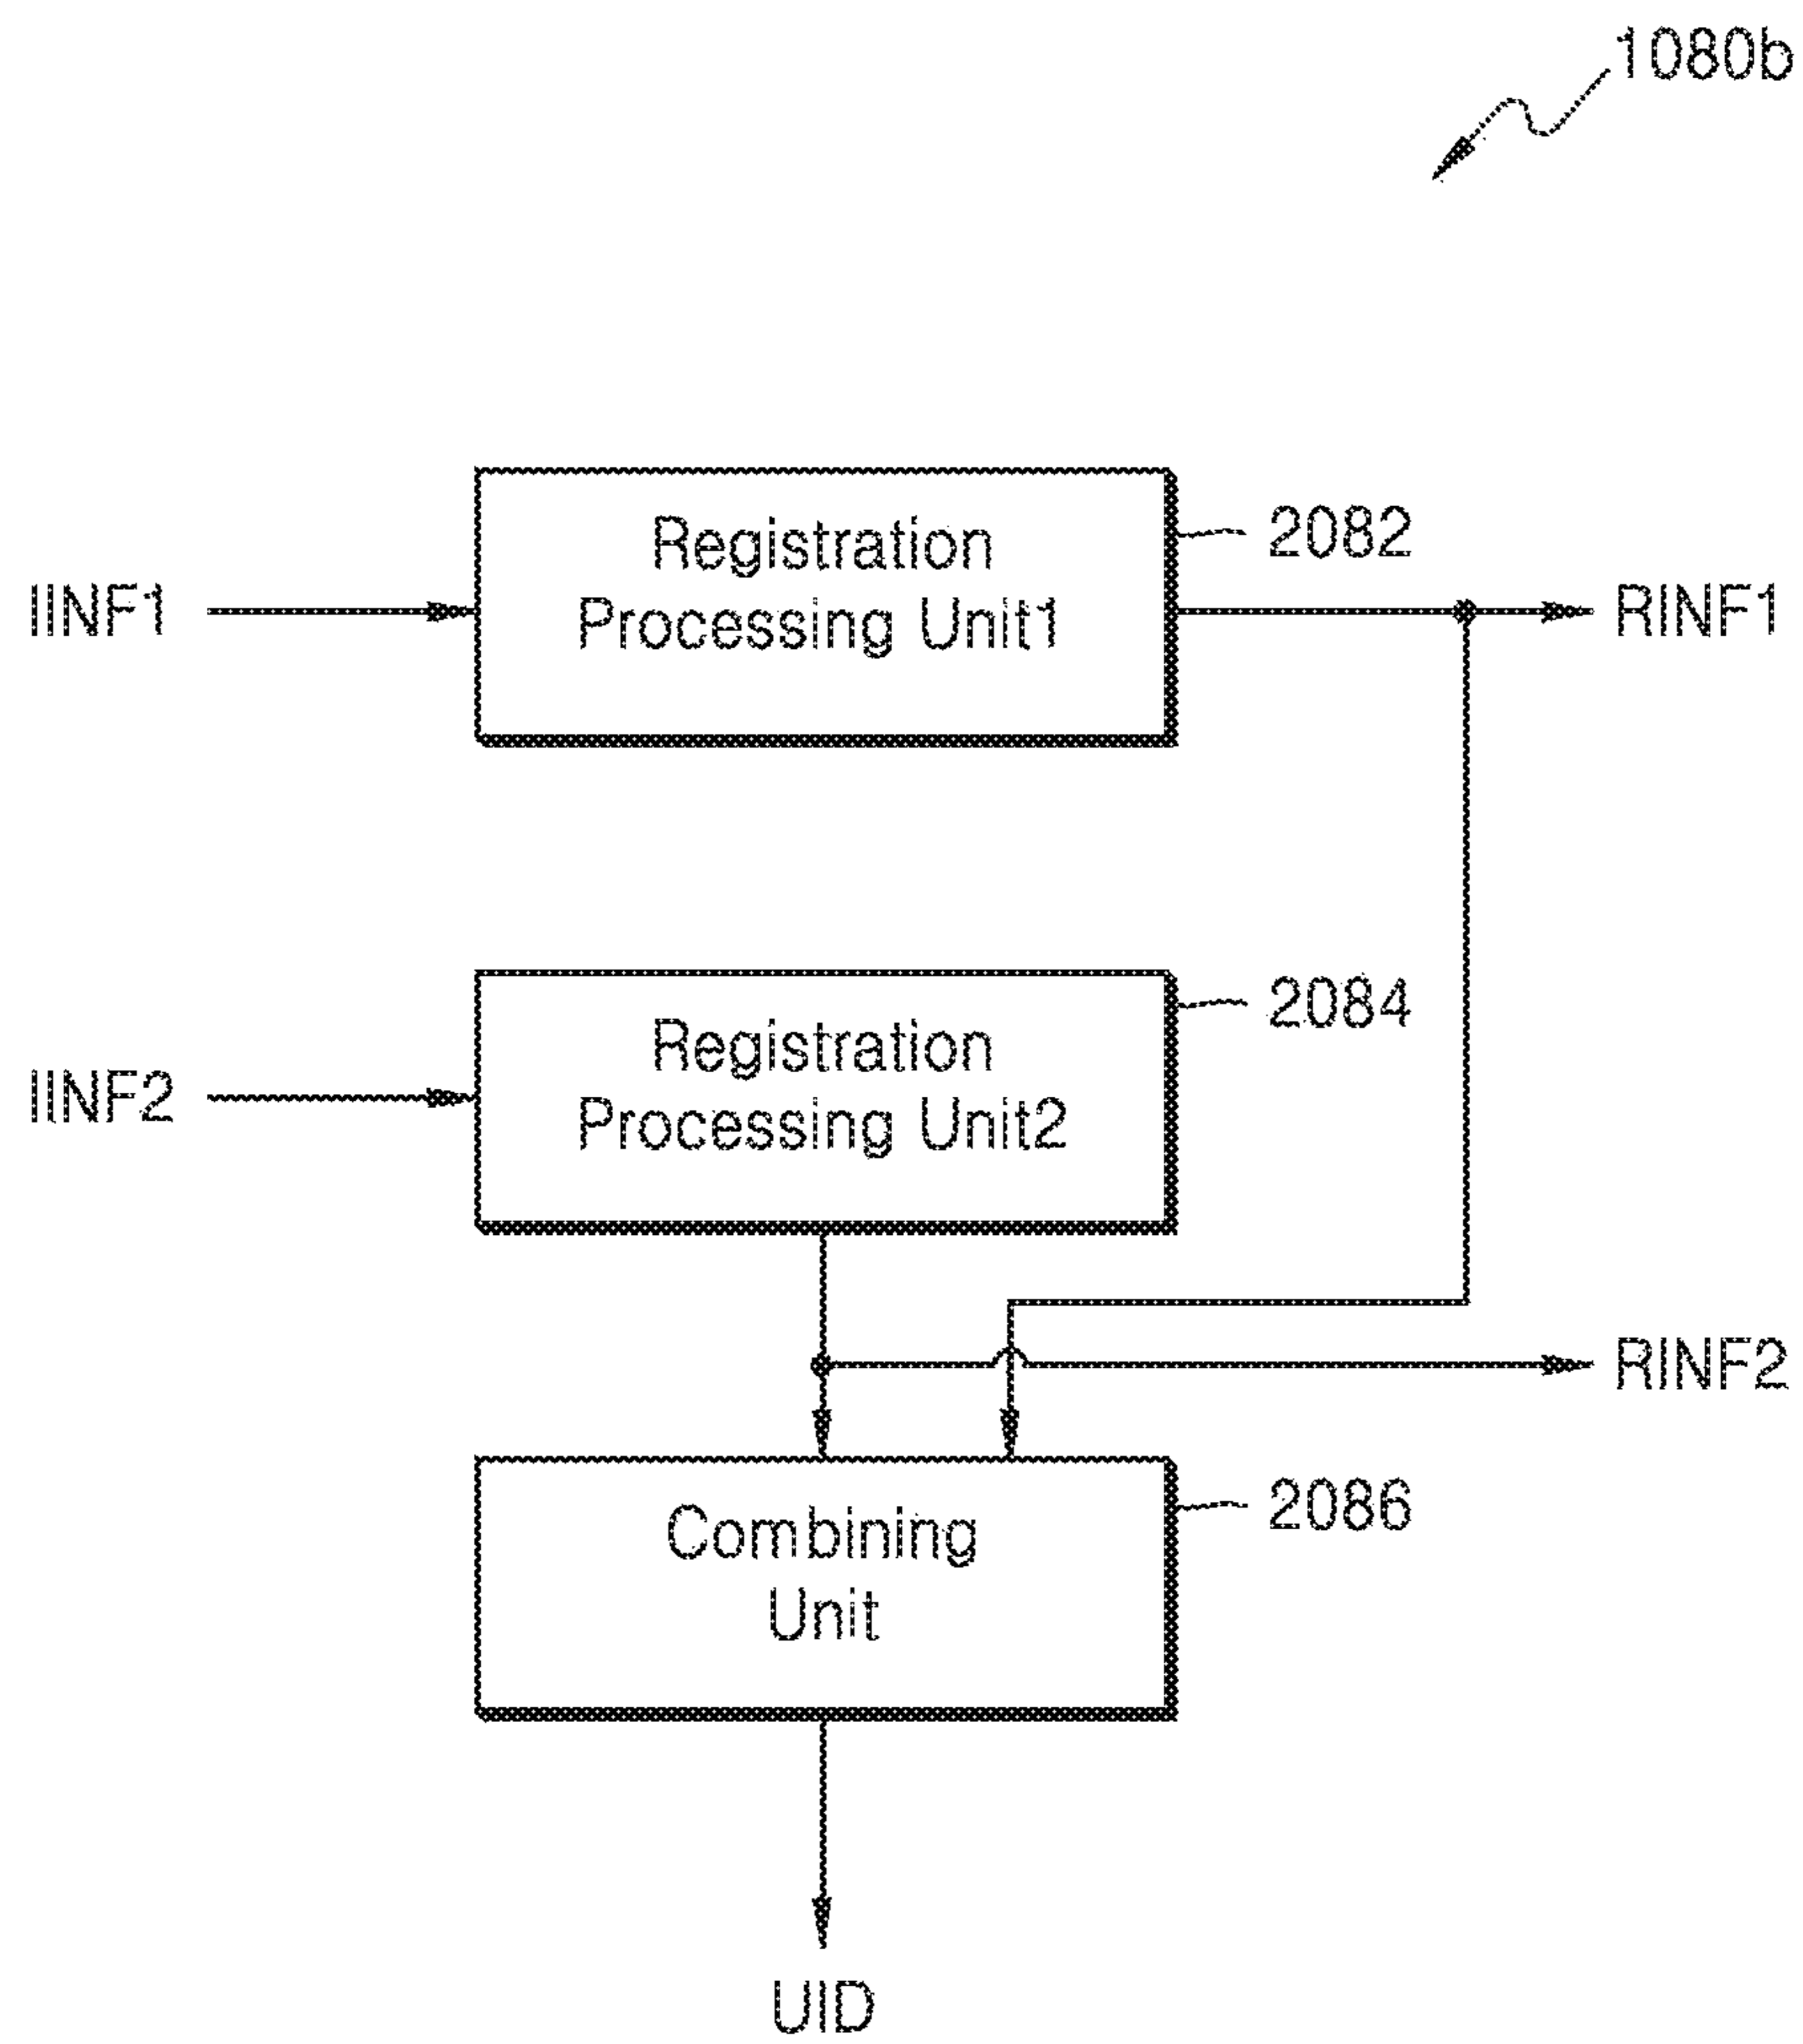 1080b
Registration
Processing Unit1
2082
IINF1
RINF1
Registration
Processing Unit2
2084
IINF2
RINF2
Combining
Unit
2086
UID